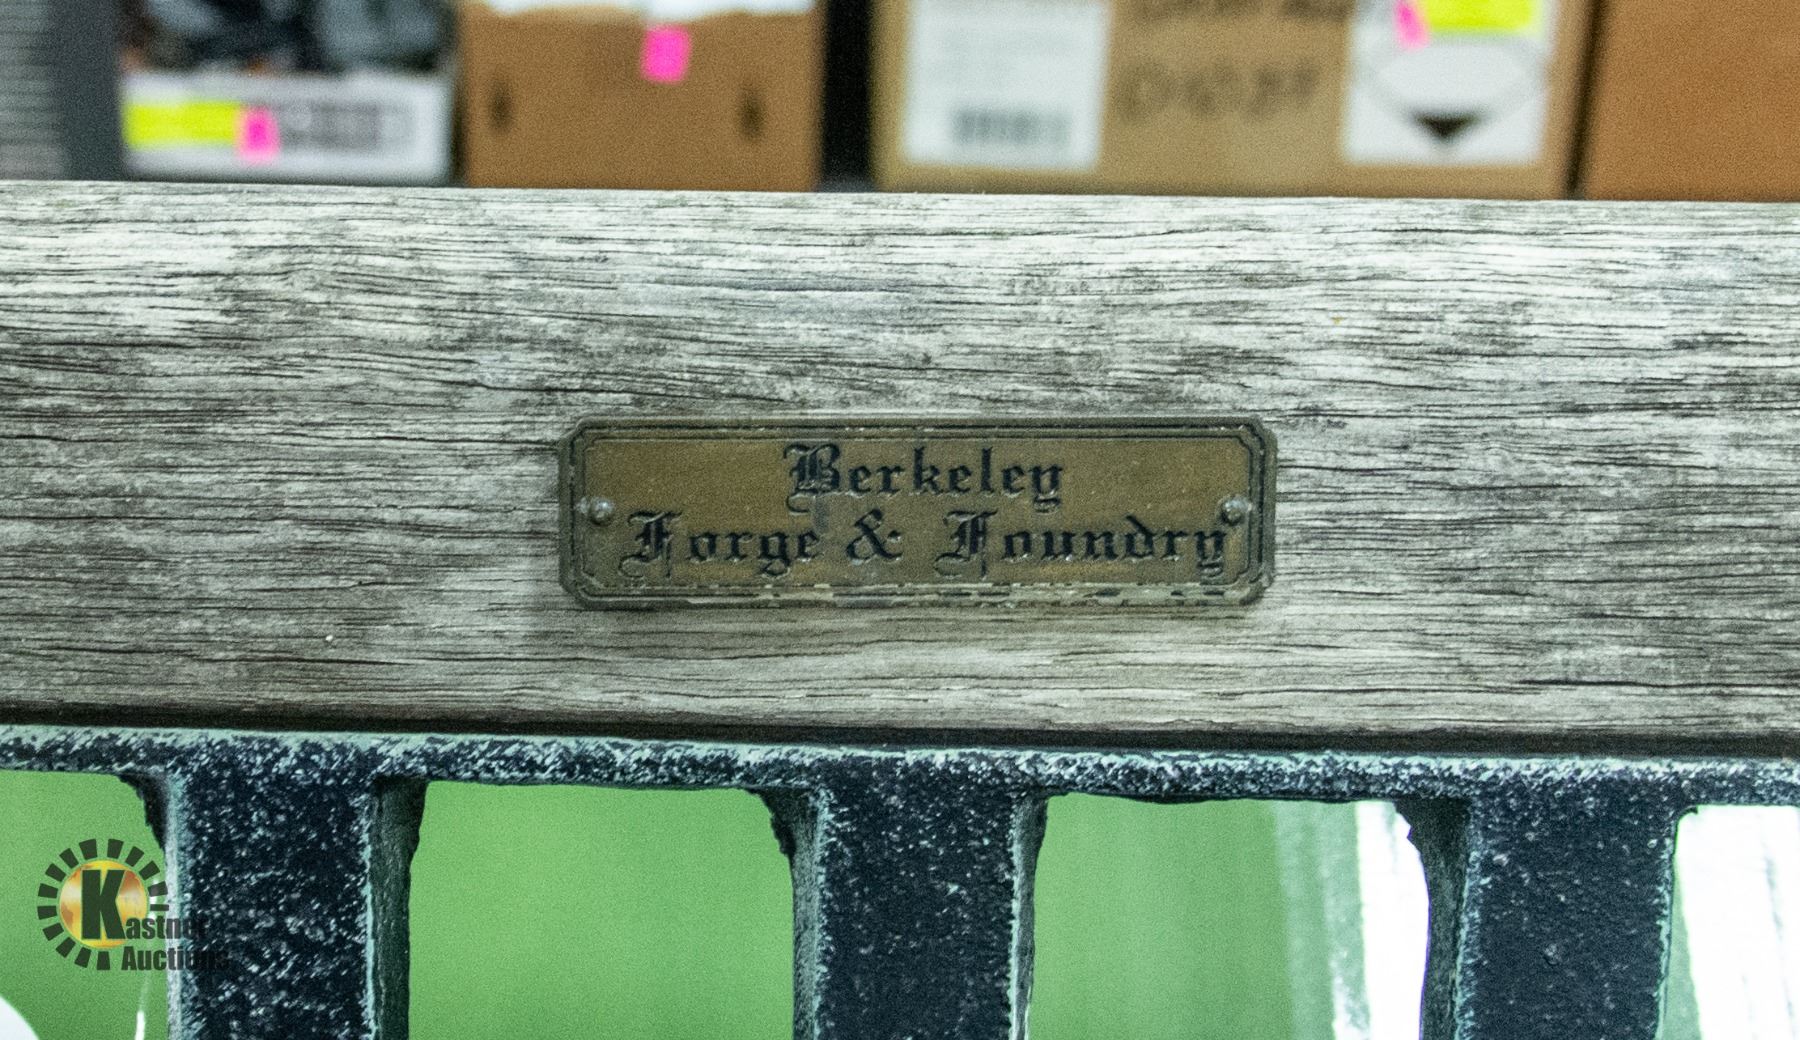 Berkeley
Forge & Foundry
Kastner
Auctions